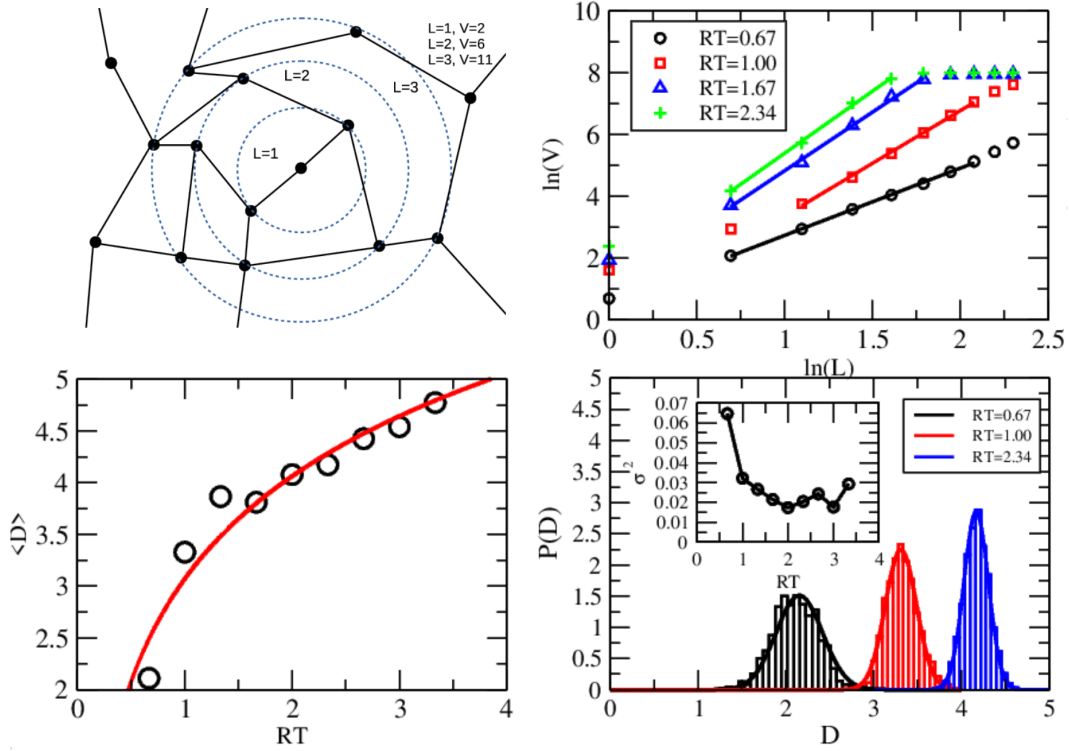 L=1, V=2
L=2, V=6
L=3, V=11
L=2
L=3
L=1
10
8
6
4
2
0
ln(V)
RT=0.67
RT=1.00
RT=1.67
RT=2.34
0
0.5
1
1.5
2
2.5
ln(L)
5
4.5
4
3.5
3
2.5
2
<D>
0
1
2
3
4
RT
5
4.5
4
3.5
3
2.5
2
1.5
1
0.5
0
P(D)
0.07
0.06
0.05
0.04
0.03
0.02
0.01
0
σ²
0
1
2
3
4
RT
RT=0.67
RT=1.00
RT=2.34
0
1
2
3
4
5
D